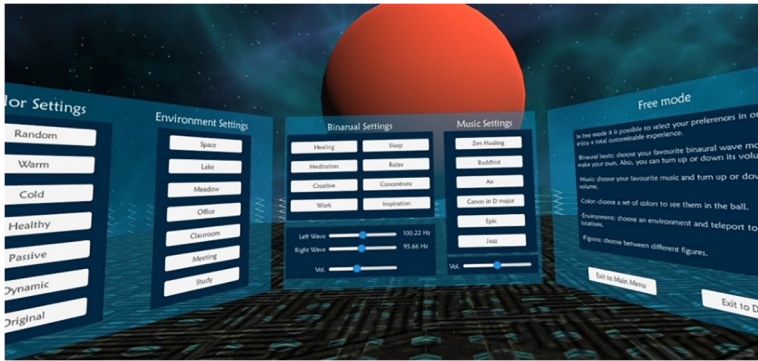 lor Settings
Random
Warm
Cold
Healthy
Passive
Dynamic
Original
Environment Settings
Space
Lake
Meadow
Office
Classroom
Meeting
Study
Binarual Settings
Healing
Sleep
Meditation
Relax
Creative
Concentrate
Work
Inspiration
Left Wave 100.22 Hz
Right Wave 95.66 Hz
Vol.
Music Settings
Zen Healing
Buddhist
Air
Canon in D major
Epic
Jazz
Vol.
Free mode
In free mode it is possible to select your preferences in ou
enjoy a total customizable experience.
-Binaural beats: choose your favourite binaural wave mo
make your own. Also, you can turn up or down its volu
-Music: choose your favourite music and turn up or dow
volume.
-Color: choose a set of colors to see them in the ball.
-Environment: choose an environment and teleport to
locations.
-Figures: choose between different figures.
Exit to Main Menu
Exit to D